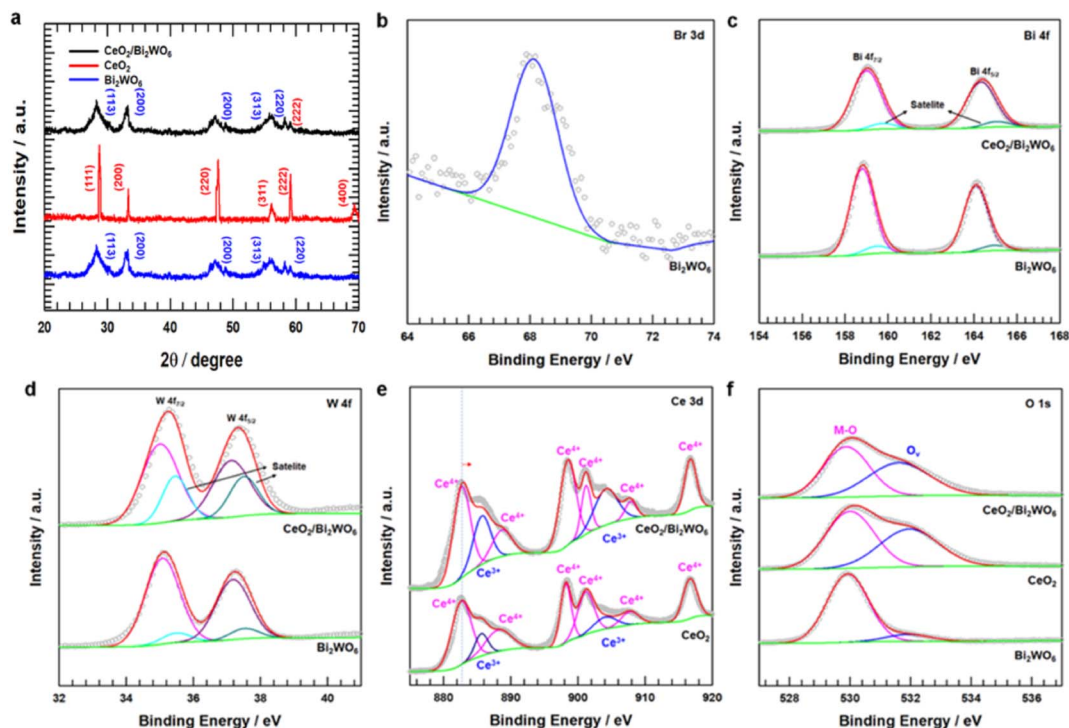 a
CeO₂/Bi₂WO₆
CeO₂
Bi₂WO₆
(113)
(200)
(200)
(313)
(220)
(222)
(111)
(200)
(220)
(311)
(222)
(400)
(113)
(200)
(200)
(313)
(220)
Intensity / a.u.
20 30 40 50 60 70
2θ / degree
b
Br 3d
Bi₂WO₆
Intensity / a.u.
64 66 68 70 72 74
Binding Energy / eV
c
Bi 4f
Bi 4f₇/₂
Bi 4f₅/₂
Satelite
CeO₂/Bi₂WO₆
Bi₂WO₆
Intensity / a.u.
154 156 158 160 162 164 166 168
Binding Energy / eV
d
W 4f
W 4f₇/₂
W 4f₅/₂
Satelite
CeO₂/Bi₂WO₆
Bi₂WO₆
Intensity / a.u.
32 34 36 38 40
Binding Energy / eV
e
Ce 3d
Ce⁴⁺
Ce⁴⁺
Ce⁴⁺
Ce⁴⁺
Ce⁴⁺
Ce⁴⁺
Ce³⁺
Ce³⁺
CeO₂/Bi₂WO₆
Ce⁴⁺
Ce⁴⁺
Ce⁴⁺
Ce⁴⁺
Ce⁴⁺
Ce⁴⁺
Ce³⁺
Ce³⁺
CeO₂
Intensity / a.u.
880 890 900 910 920
Binding Energy / eV
f
O 1s
M-O
Oᵥ
CeO₂/Bi₂WO₆
CeO₂
Bi₂WO₆
Intensity / a.u.
528 530 532 534 536
Binding Energy / eV